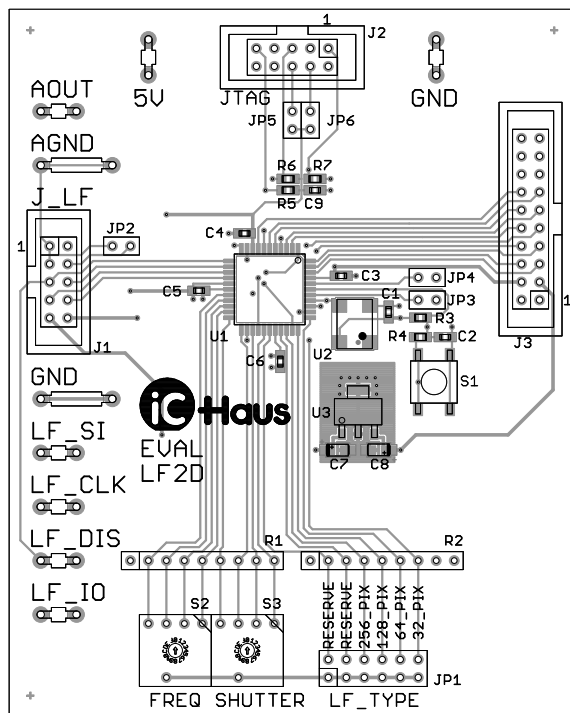 1
J2
AOUT
5V
JTAG
GND
JP5
JP6
AGND
R6
R7
J_LF
R5
C9
1
JP2
C4
C3
JP4
C5
C1
JP3
1
U1
R3
J1
C6
U2
R4
C2
J3
GND
S1
iC Haus
U3
LF_SI
EVAL
LF2D
C7
C8
LF_CLK
LF_DIS
R1
R2
LF_IO
S2
S3
RESERVE
RESERVE
256_PIX
128_PIX
64_PIX
32_PIX
JP1
FREQ
SHUTTER
LF_TYPE